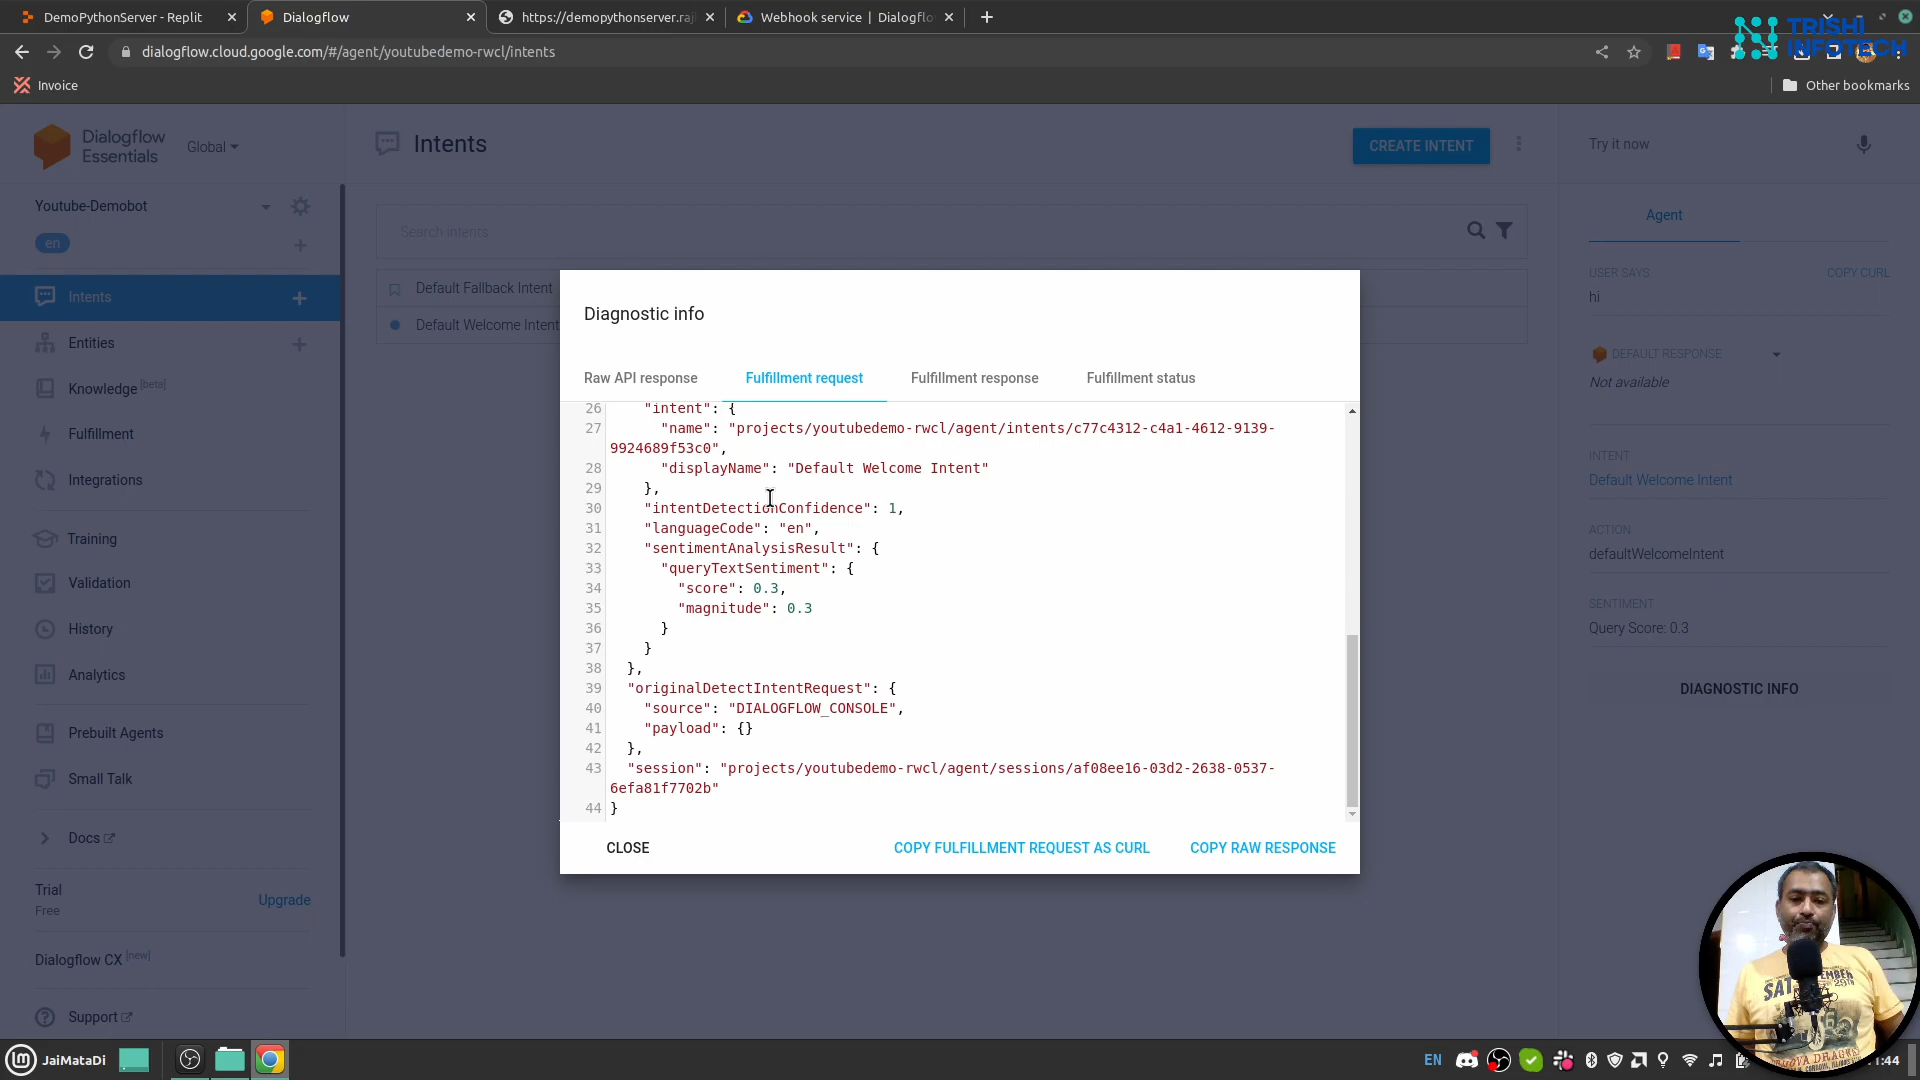 DemoPythonServer - Replit
Dialogflow
https://demopythonserver.raj
Webhook service | Dialogflo
dialogflow.cloud.google.com/#/agent/youtubedemo-rwcl/intents
TRISHI
INFOTECH
Invoice
Other bookmarks
Dialogflow
Essentials
Global
Youtube-Demobot
en
Intents
Entities
Knowledge [beta]
Fulfillment
Integrations
Training
Validation
History
Analytics
Prebuilt Agents
Small Talk
Docs
Trial
Free
Upgrade
Dialogflow CX [new]
Support
Intents
CREATE INTENT
Search intents
Default Fallback Intent
Default Welcome Intent
Diagnostic info
Raw API response
Fulfillment request
Fulfillment response
Fulfillment status
26 "intent": {
27 "name": "projects/youtubedemo-rwcl/agent/intents/c77c4312-c4a1-4612-9139-
9924689f53c0",
28 "displayName": "Default Welcome Intent"
29 },
30 "intentDetectionConfidence": 1,
31 "languageCode": "en",
32 "sentimentAnalysisResult": {
33 "queryTextSentiment": {
34 "score": 0.3,
35 "magnitude": 0.3
36 }
37 }
38 },
39 "originalDetectIntentRequest": {
40 "source": "DIALOGFLOW_CONSOLE",
41 "payload": {}
42 },
43 "session": "projects/youtubedemo-rwcl/agent/sessions/af08ee16-03d2-2638-0537-
6efa81f7702b"
44 }
CLOSE
COPY FULFILLMENT REQUEST AS CURL
COPY RAW RESPONSE
Try it now
Agent
USER SAYS
COPY CURL
hi
DEFAULT RESPONSE
Not available
INTENT
Default Welcome Intent
ACTION
defaultWelcomeIntent
SENTIMENT
Query Score: 0.3
DIAGNOSTIC INFO
JaiMataDi
EN
:44